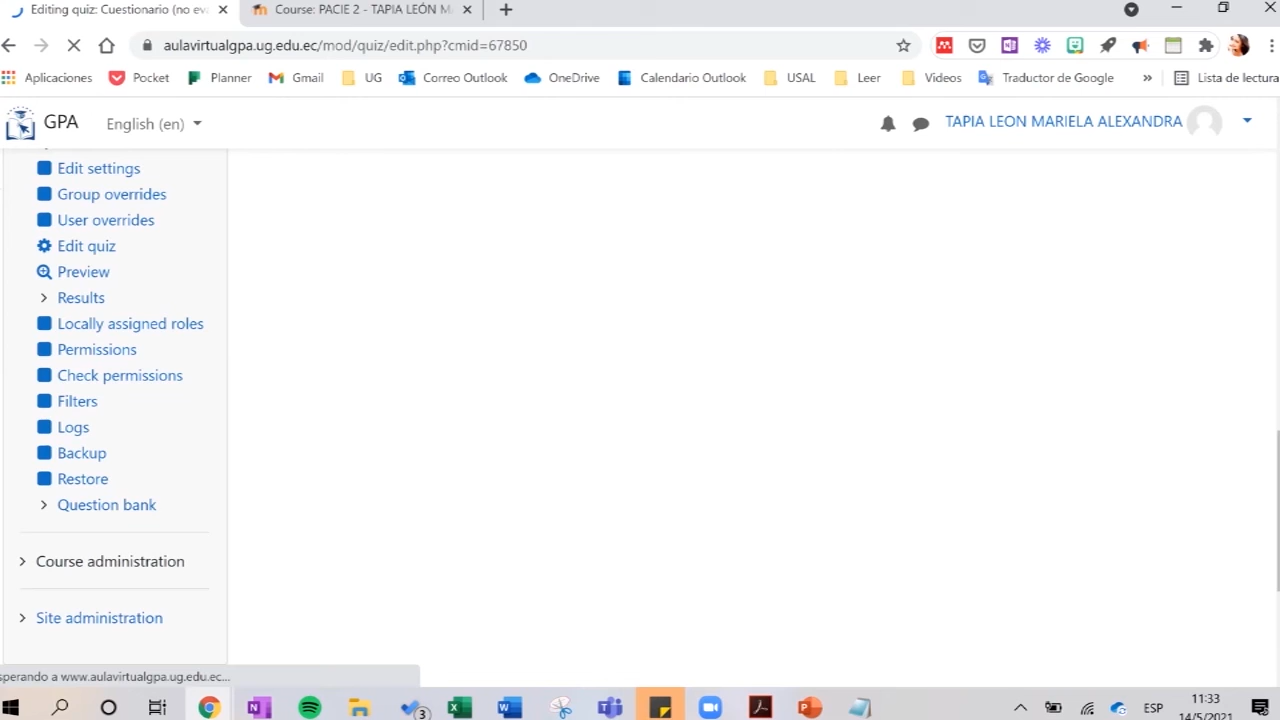 Editing quiz: Cuestionario (no ev
Course: PACIE 2 - TAPIA LEÓN M
aulavirtualgpa.ug.edu.ec/mod/quiz/edit.php?cmid=67850
Aplicaciones
Pocket
Planner
Gmail
UG
Correo Outlook
OneDrive
Calendario Outlook
USAL
Leer
Videos
Traductor de Google
»
Lista de lectura
GPA
English (en)
TAPIA LEON MARIELA ALEXANDRA
Edit settings
Group overrides
User overrides
Edit quiz
Preview
Results
Locally assigned roles
Permissions
Check permissions
Filters
Logs
Backup
Restore
Question bank
Course administration
Site administration
sperando a www.aulavirtualgpa.ug.edu.ec...
3
ESP
11:33
14/5/2021